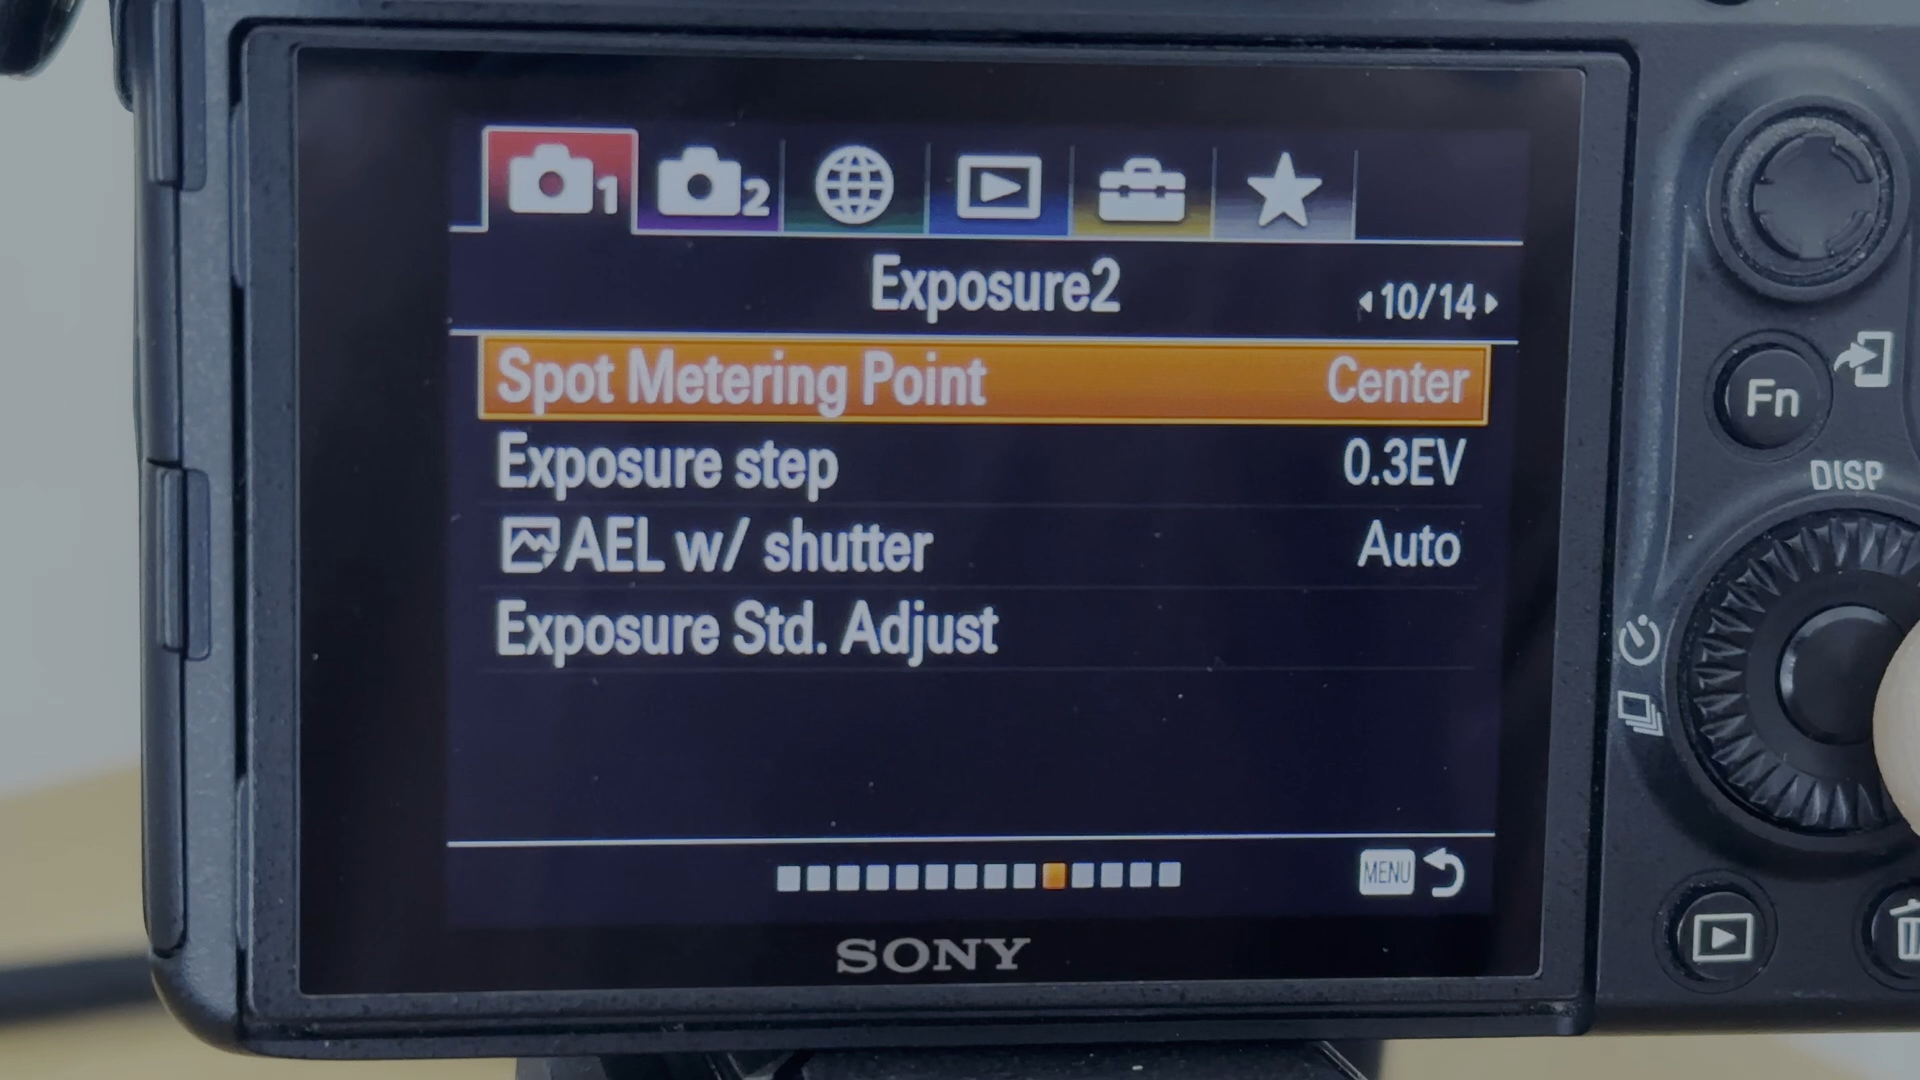 1 2
Exposure2 10/14
Spot Metering Point Center
Exposure step 0.3EV
AEL w/ shutter Auto
Exposure Std. Adjust
MENU
SONY
Fn
DISP